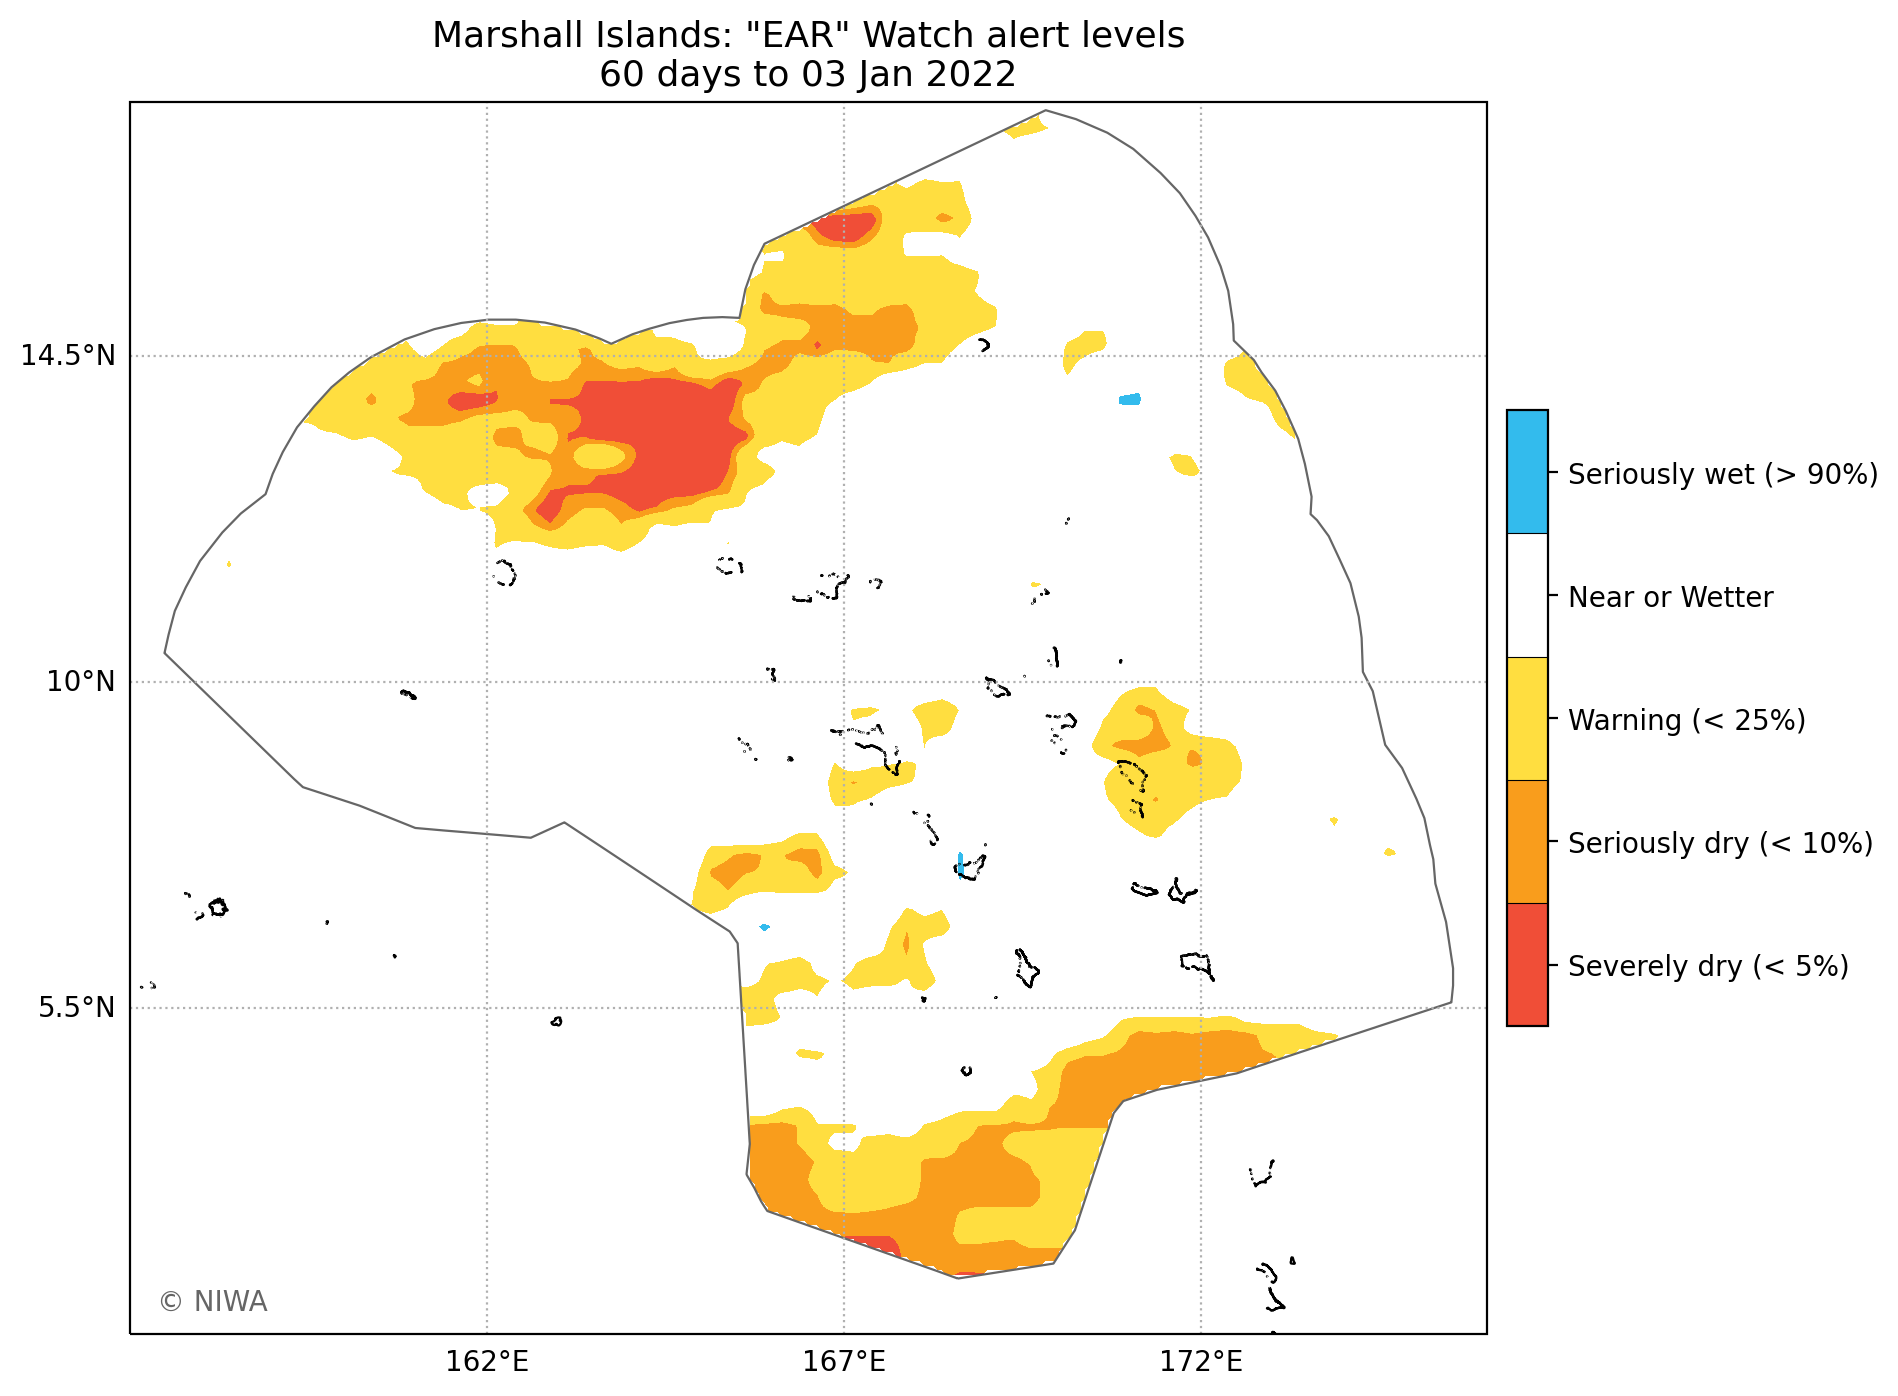 Marshall Islands: "EAR" Watch alert levels
60 days to 03 Jan 2022
14.5°N
10°N
5.5°N
162°E
167°E
172°E
Seriously wet (> 90%)
Near or Wetter
Warning (< 25%)
Seriously dry (< 10%)
Severely dry (< 5%)
© NIWA